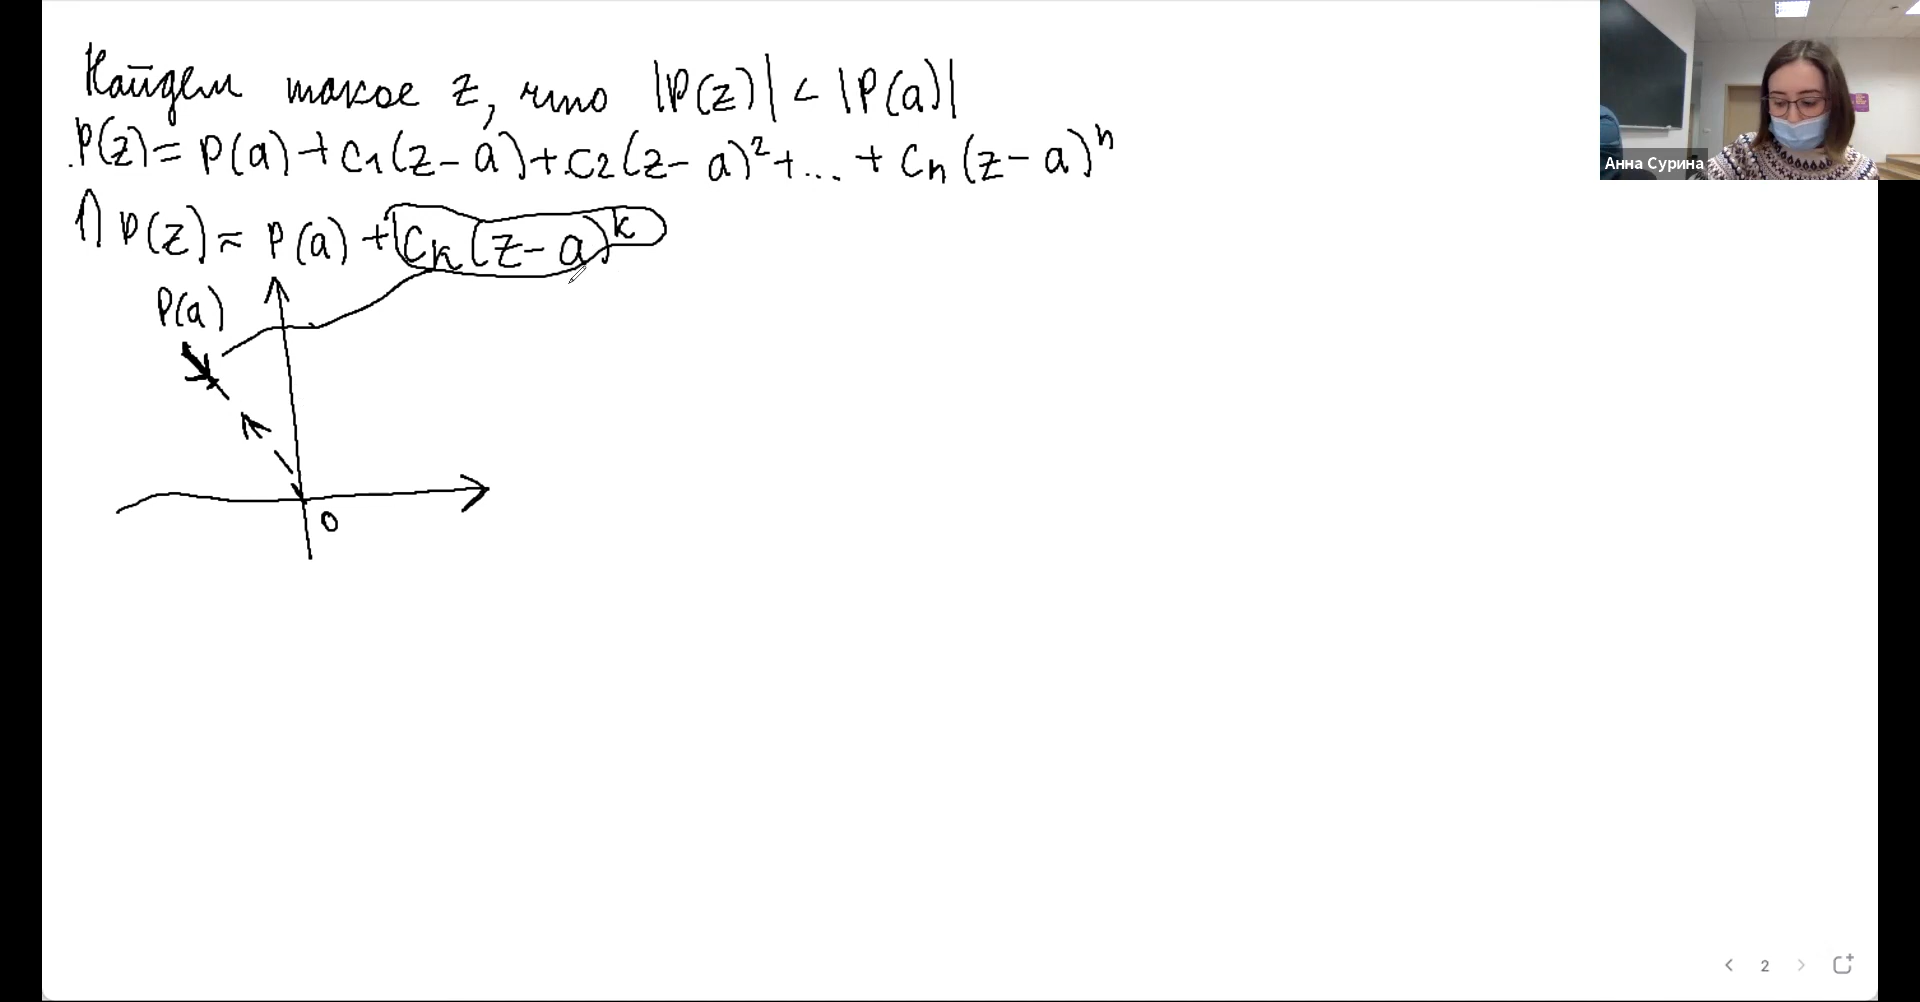 Найдем такое z, что |P(z)| < |P(a)|
P(z) = P(a) + c₁(z - a) + c₂(z - a)² + ... + cₙ(z - a)ⁿ
1) P(z) ≈ P(a) + cₖ(z - a)ᵏ
P(a)
0
Анна Сурина
2